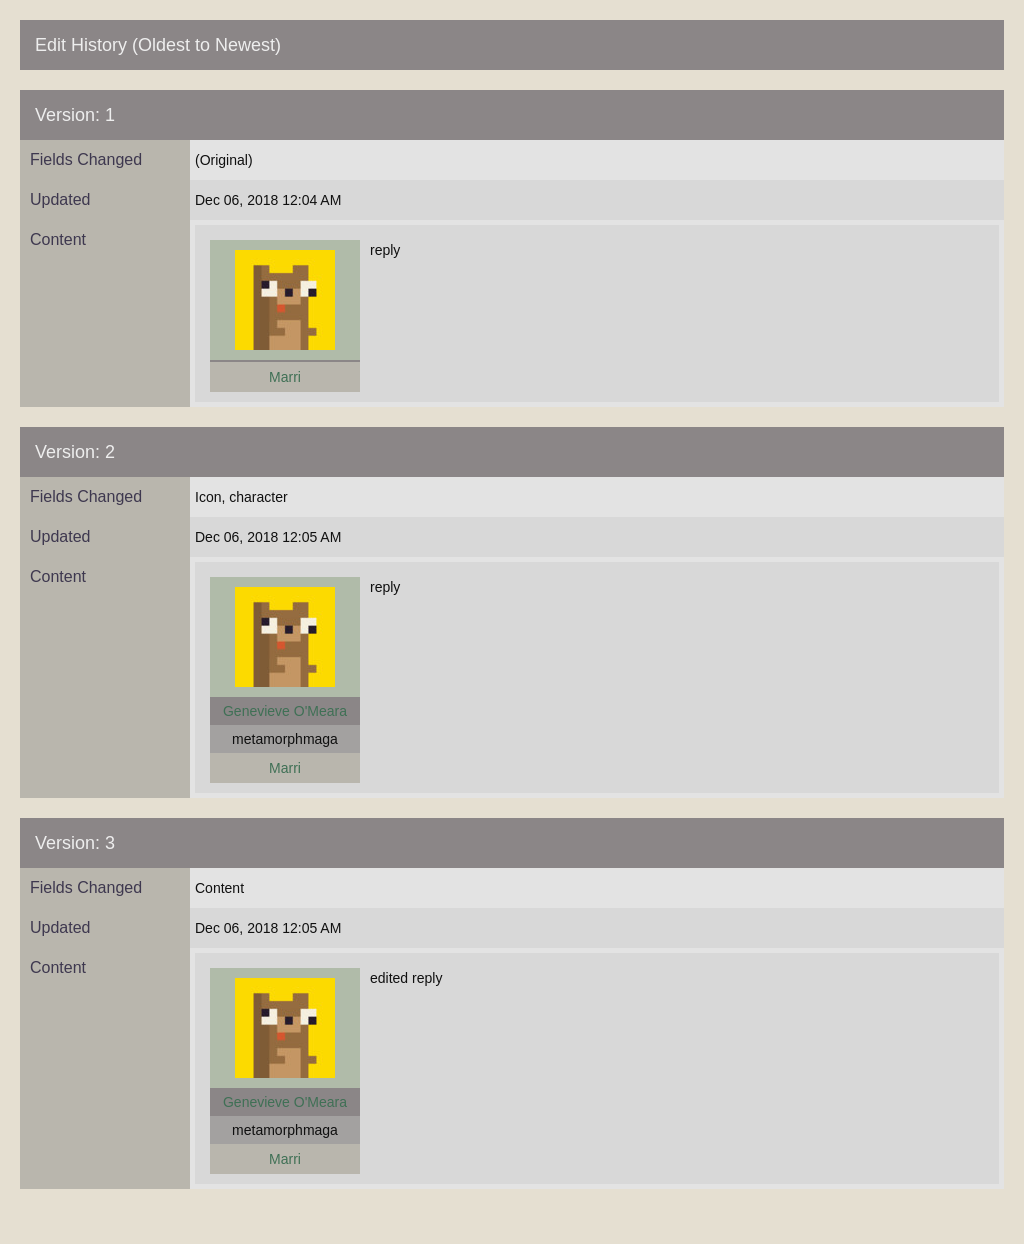 Edit History (Oldest to Newest)
Version: 1
Fields Changed
(Original)
Updated
Dec 06, 2018 12:04 AM
Content
reply
Marri
Version: 2
Fields Changed
Icon, character
Updated
Dec 06, 2018 12:05 AM
Content
reply
Genevieve O'Meara
metamorphmaga
Marri
Version: 3
Fields Changed
Content
Updated
Dec 06, 2018 12:05 AM
Content
edited reply
Genevieve O'Meara
metamorphmaga
Marri